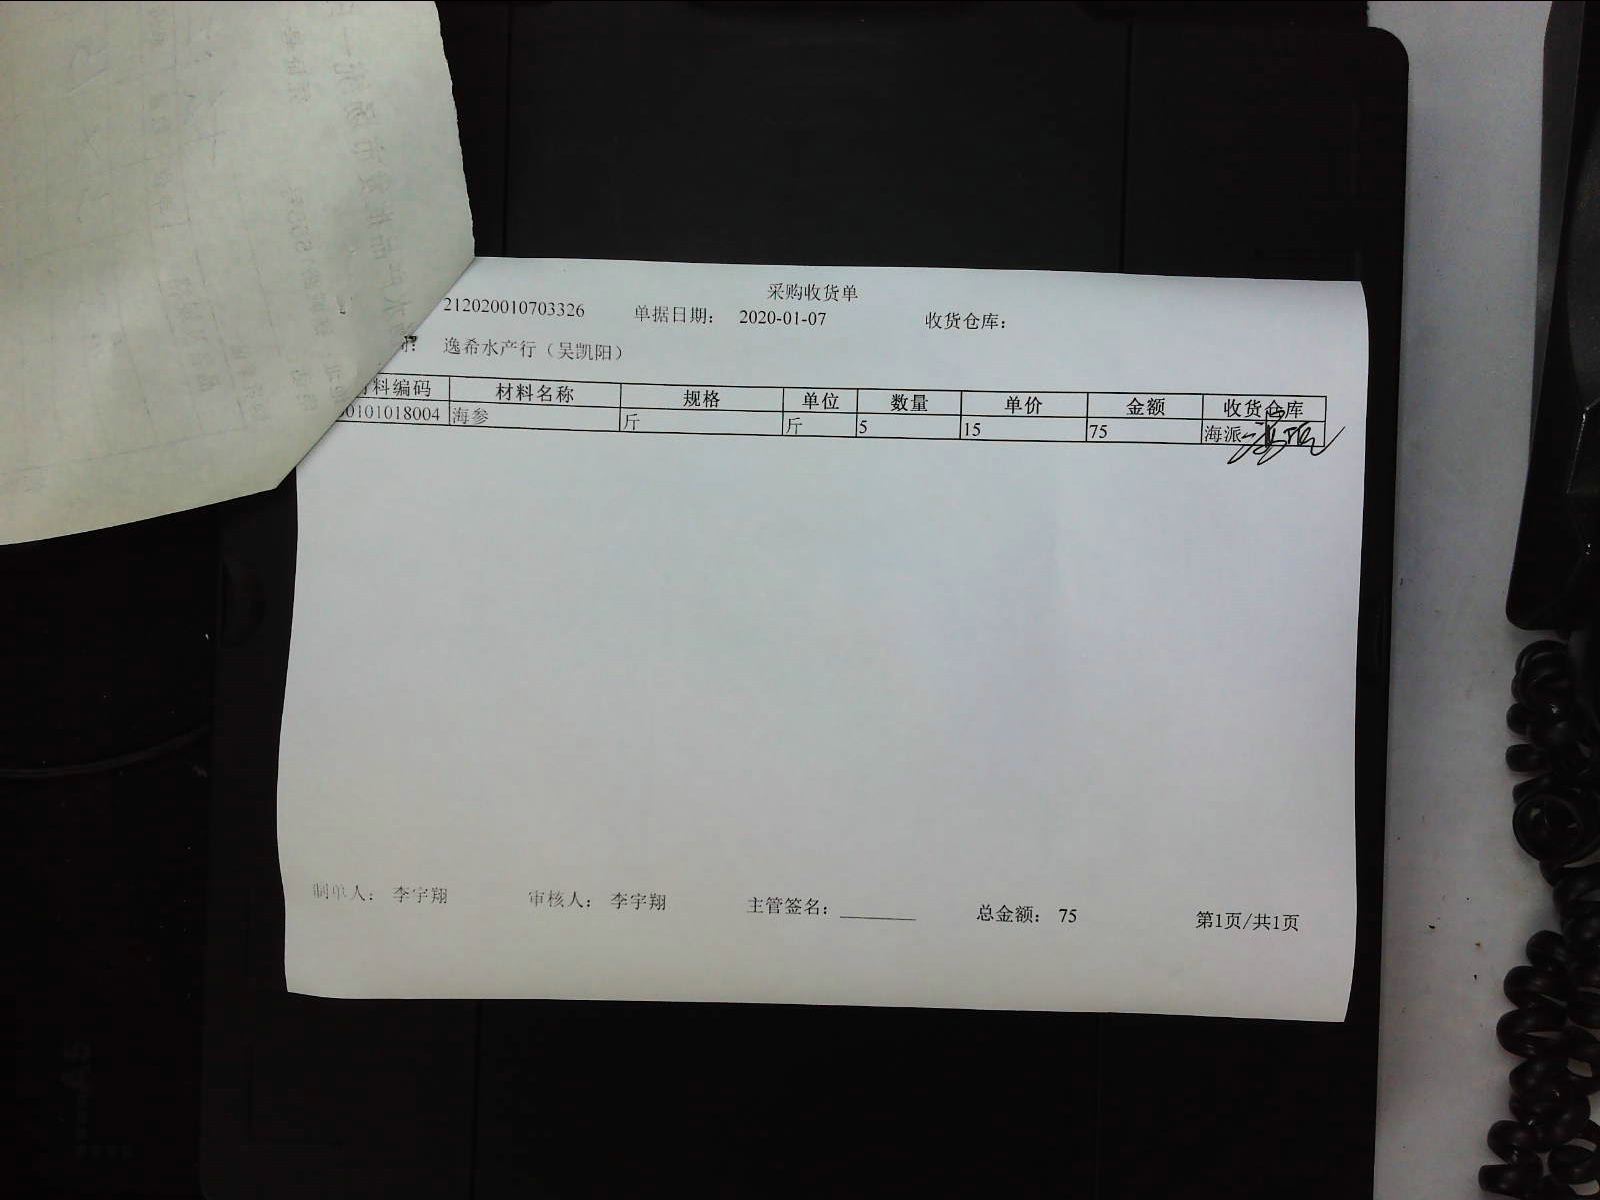 采购收货单
212020010703326 单据日期： 2020-01-07 收货仓库：
逸希水产行（吴凯阳）
料编码 材料名称 规格 单位 数量 单价 金额 收货仓库
0101018004 海参 斤 斤 5 15 75 海派
制单人： 李宇翔 审核人： 李宇翔 主管签名： 总金额： 75 第1页/共1页